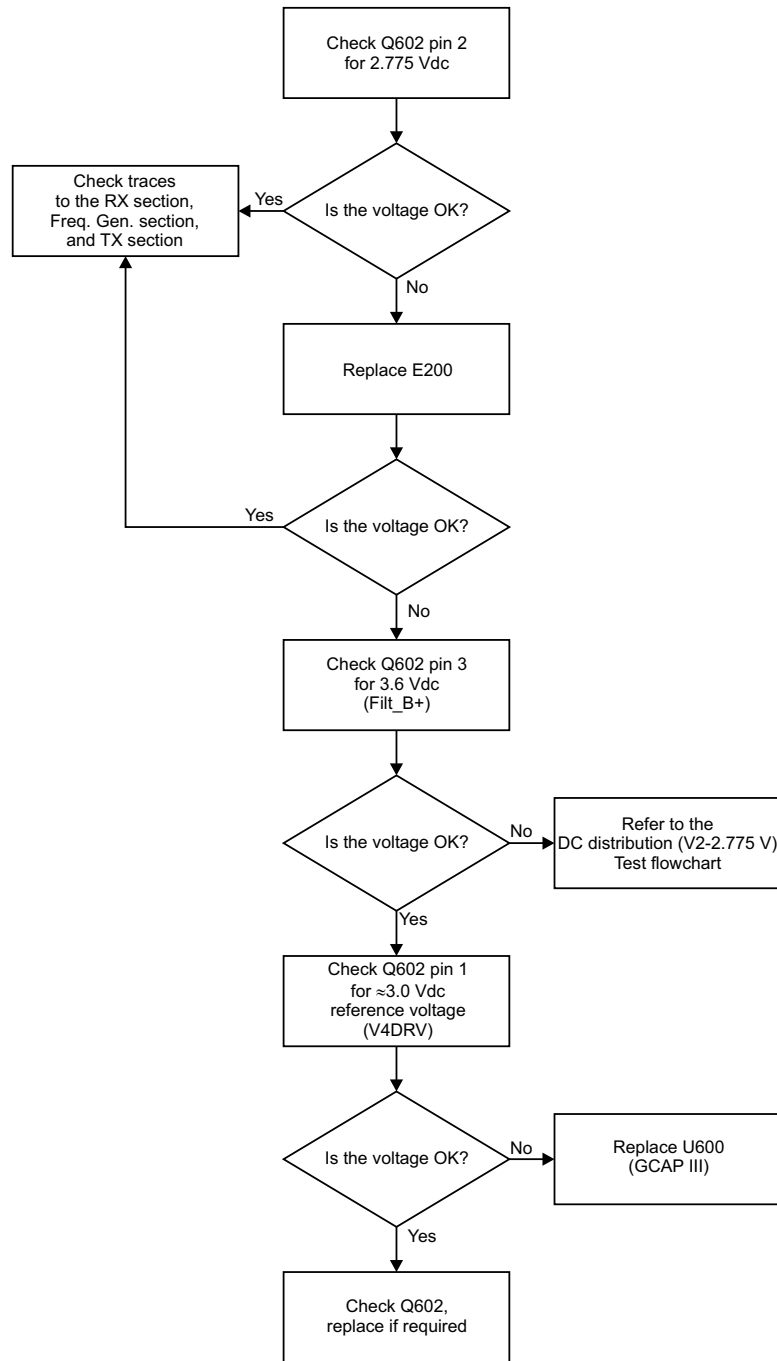 Check Q602 pin 2
for 2.775 Vdc
Check traces
to the RX section,
Freq. Gen. section,
and TX section
Yes
Is the voltage OK?
No
Replace E200
Yes
Is the voltage OK?
No
Check Q602 pin 3
for 3.6 Vdc
(Filt_B+)
Is the voltage OK?
No
Refer to the
DC distribution (V2-2.775 V)
Test flowchart
Yes
Check Q602 pin 1
for ≈3.0 Vdc
reference voltage
(V4DRV)
Is the voltage OK?
No
Replace U600
(GCAP III)
Yes
Check Q602,
replace if required